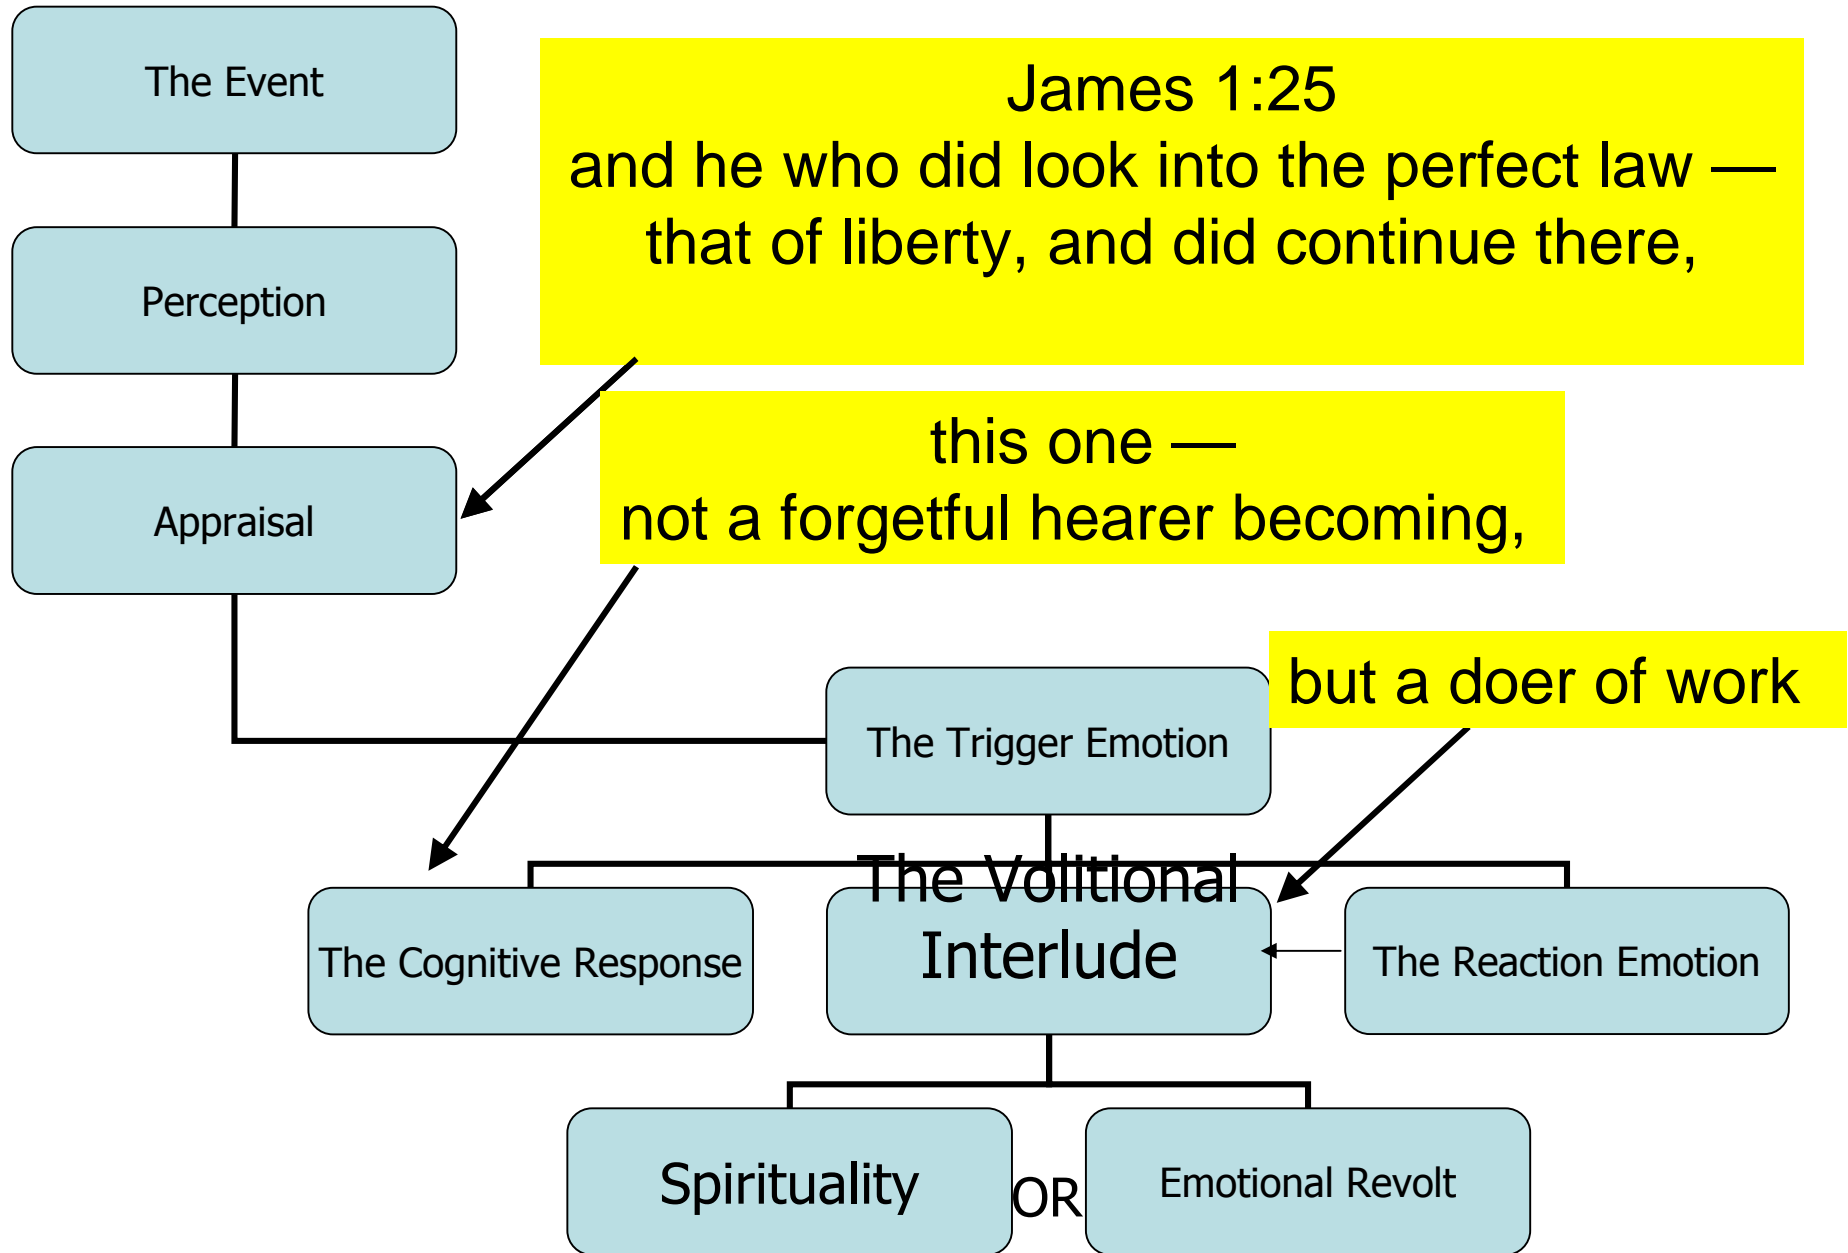 The Event
James 1:25
and he who did look into the perfect law —
that of liberty, and did continue there,
Perception
this one —
not a forgetful hearer becoming,
Appraisal
but a doer of work
The Trigger Emotion
The Cognitive Response
The Volitional
Interlude
The Reaction Emotion
Spirituality
OR
Emotional Revolt